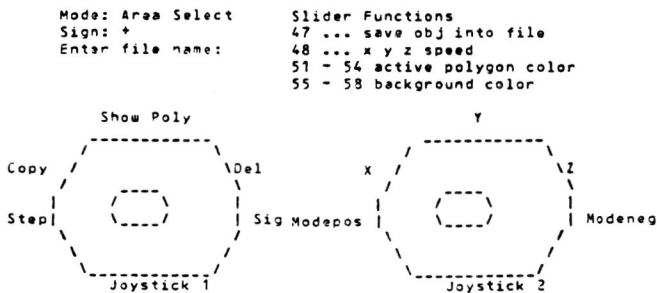 Mode: Area Select
Sign: +
Enter file name:
Slider Functions
47 ... save obj into file
48 ... x y z speed
51 - 54 active polygon color
55 - 58 background color
Show Poly
Copy
Del
Step
Sig
Joystick 1
Y
X
Z
Modepos
Modeneg
Joystick 2